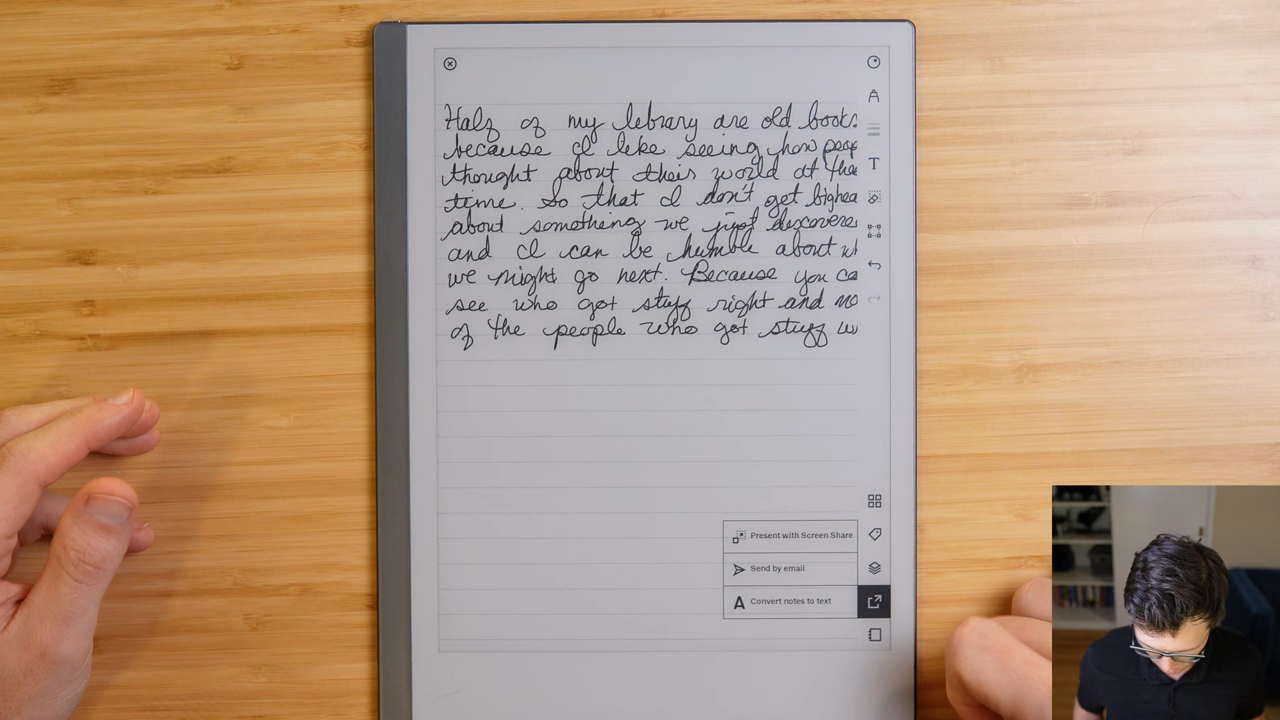 Half of my library are old books
because I like seeing how peop
thought about their world at the
time. So that I don't get bighea
about something we just discovere
and I can be humble about wh
we might go next. Because you ca
see who got stuff right and mo
of the people who got stuff w
T
Present with Screen Share
Send by email
A Convert notes to text